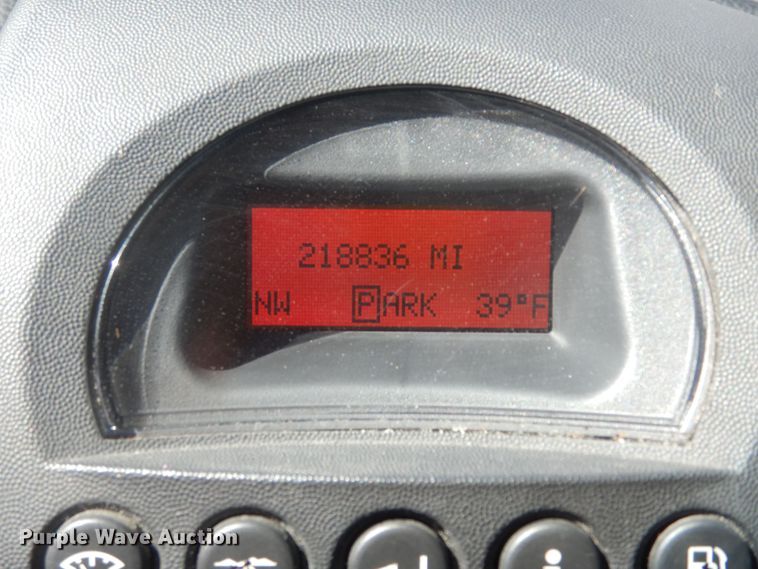 218836 MI
NW PARK 39°F
Purple Wave Auction®